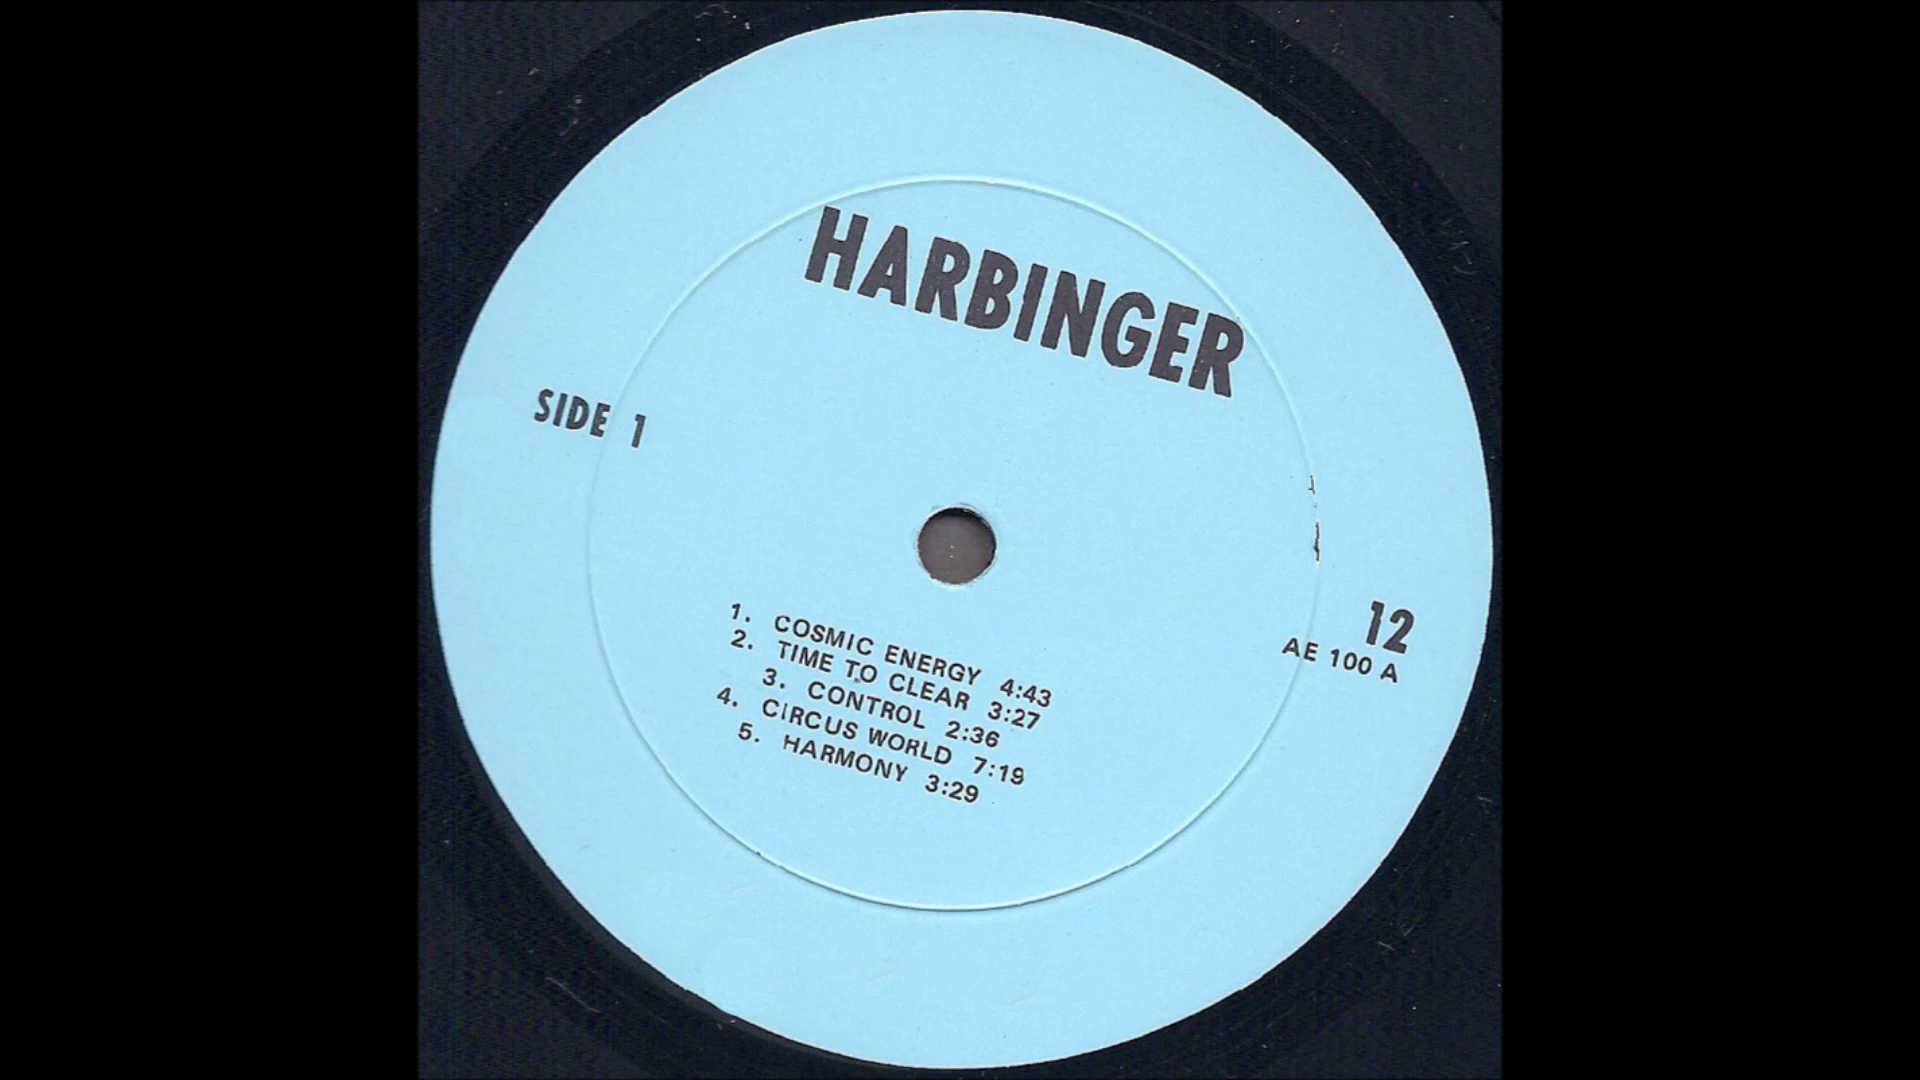 HARBINGER
SIDE 1
12
AE 100 A
1. COSMIC ENERGY 4:43
2. TIME TO CLEAR 3:27
3. CONTROL 2:36
4. CIRCUS WORLD 7:19
5. HARMONY 3:29